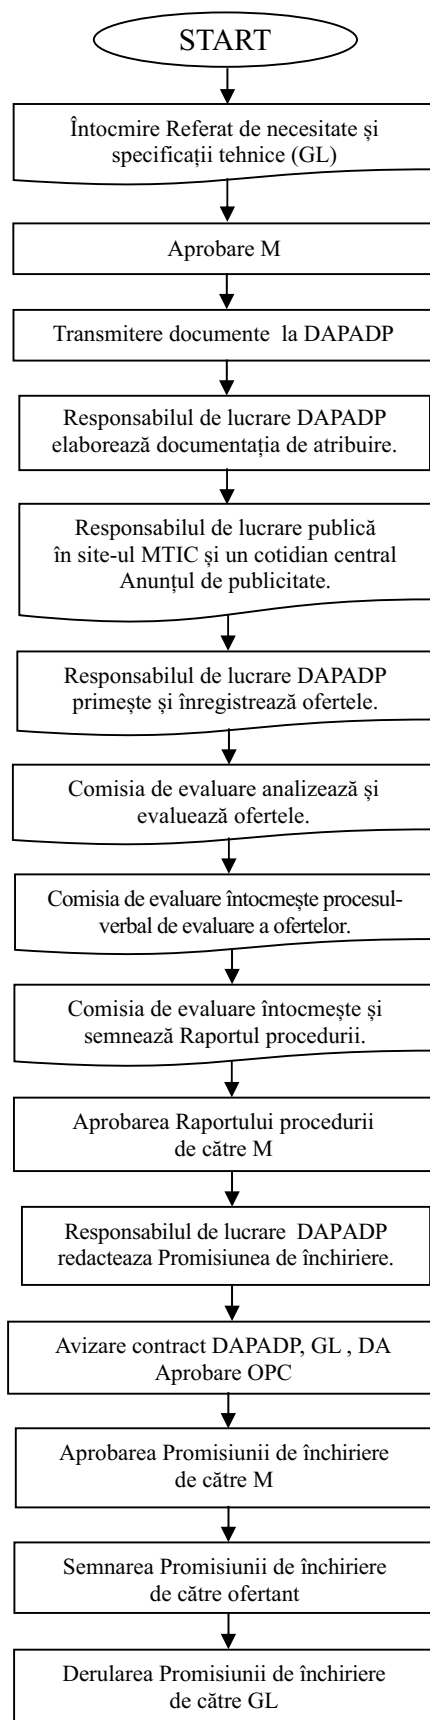 START
Întocmire Referat de necesitate și
specificații tehnice (GL)
Aprobare M
Transmitere documente la DAPADP
Responsabilul de lucrare DAPADP
elaborează documentația de atribuire.
Responsabilul de lucrare publică
în site-ul MTIC și un cotidian central
Anunțul de publicitate.
Responsabilul de lucrare DAPADP
primește și înregistrează ofertele.
Comisia de evaluare analizează și
evaluează ofertele.
Comisia de evaluare întocmește procesul-
verbal de evaluare a ofertelor.
Comisia de evaluare întocmește și
semnează Raportul procedurii.
Aprobarea Raportului procedurii
de către M
Responsabilul de lucrare DAPADP
redacteaza Promisiunea de închiriere.
Avizare contract DAPADP, GL , DA
Aprobare OPC
Aprobarea Promisiunii de închiriere
de către M
Semnarea Promisiunii de închiriere
de către ofertant
Derularea Promisiunii de închiriere
de către GL